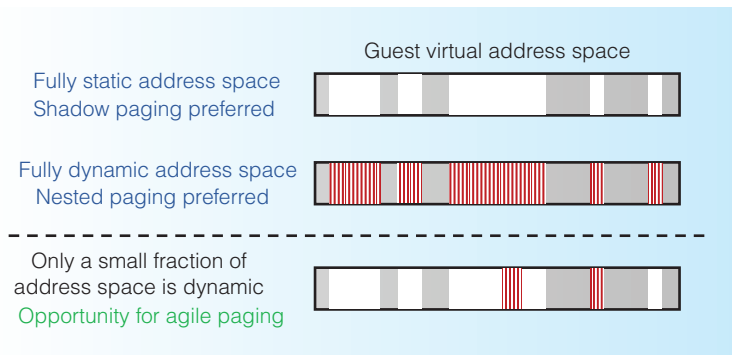 Guest virtual address space
Fully static address space
Shadow paging preferred
Fully dynamic address space
Nested paging preferred
Only a small fraction of
address space is dynamic
Opportunity for agile paging